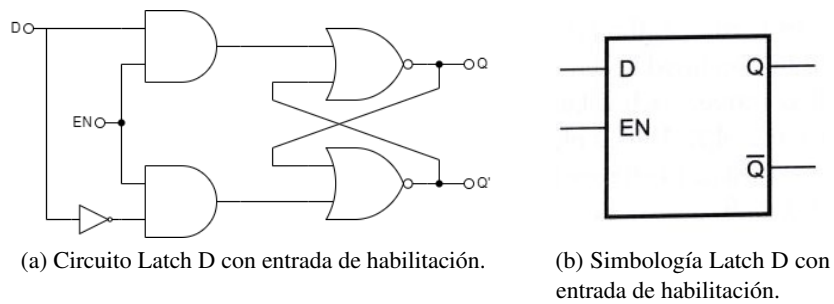 D
Q
EN
Q'
D
Q
EN
Q̅
(a) Circuito Latch D con entrada de habilitación.
(b) Simbología Latch D con
entrada de habilitación.